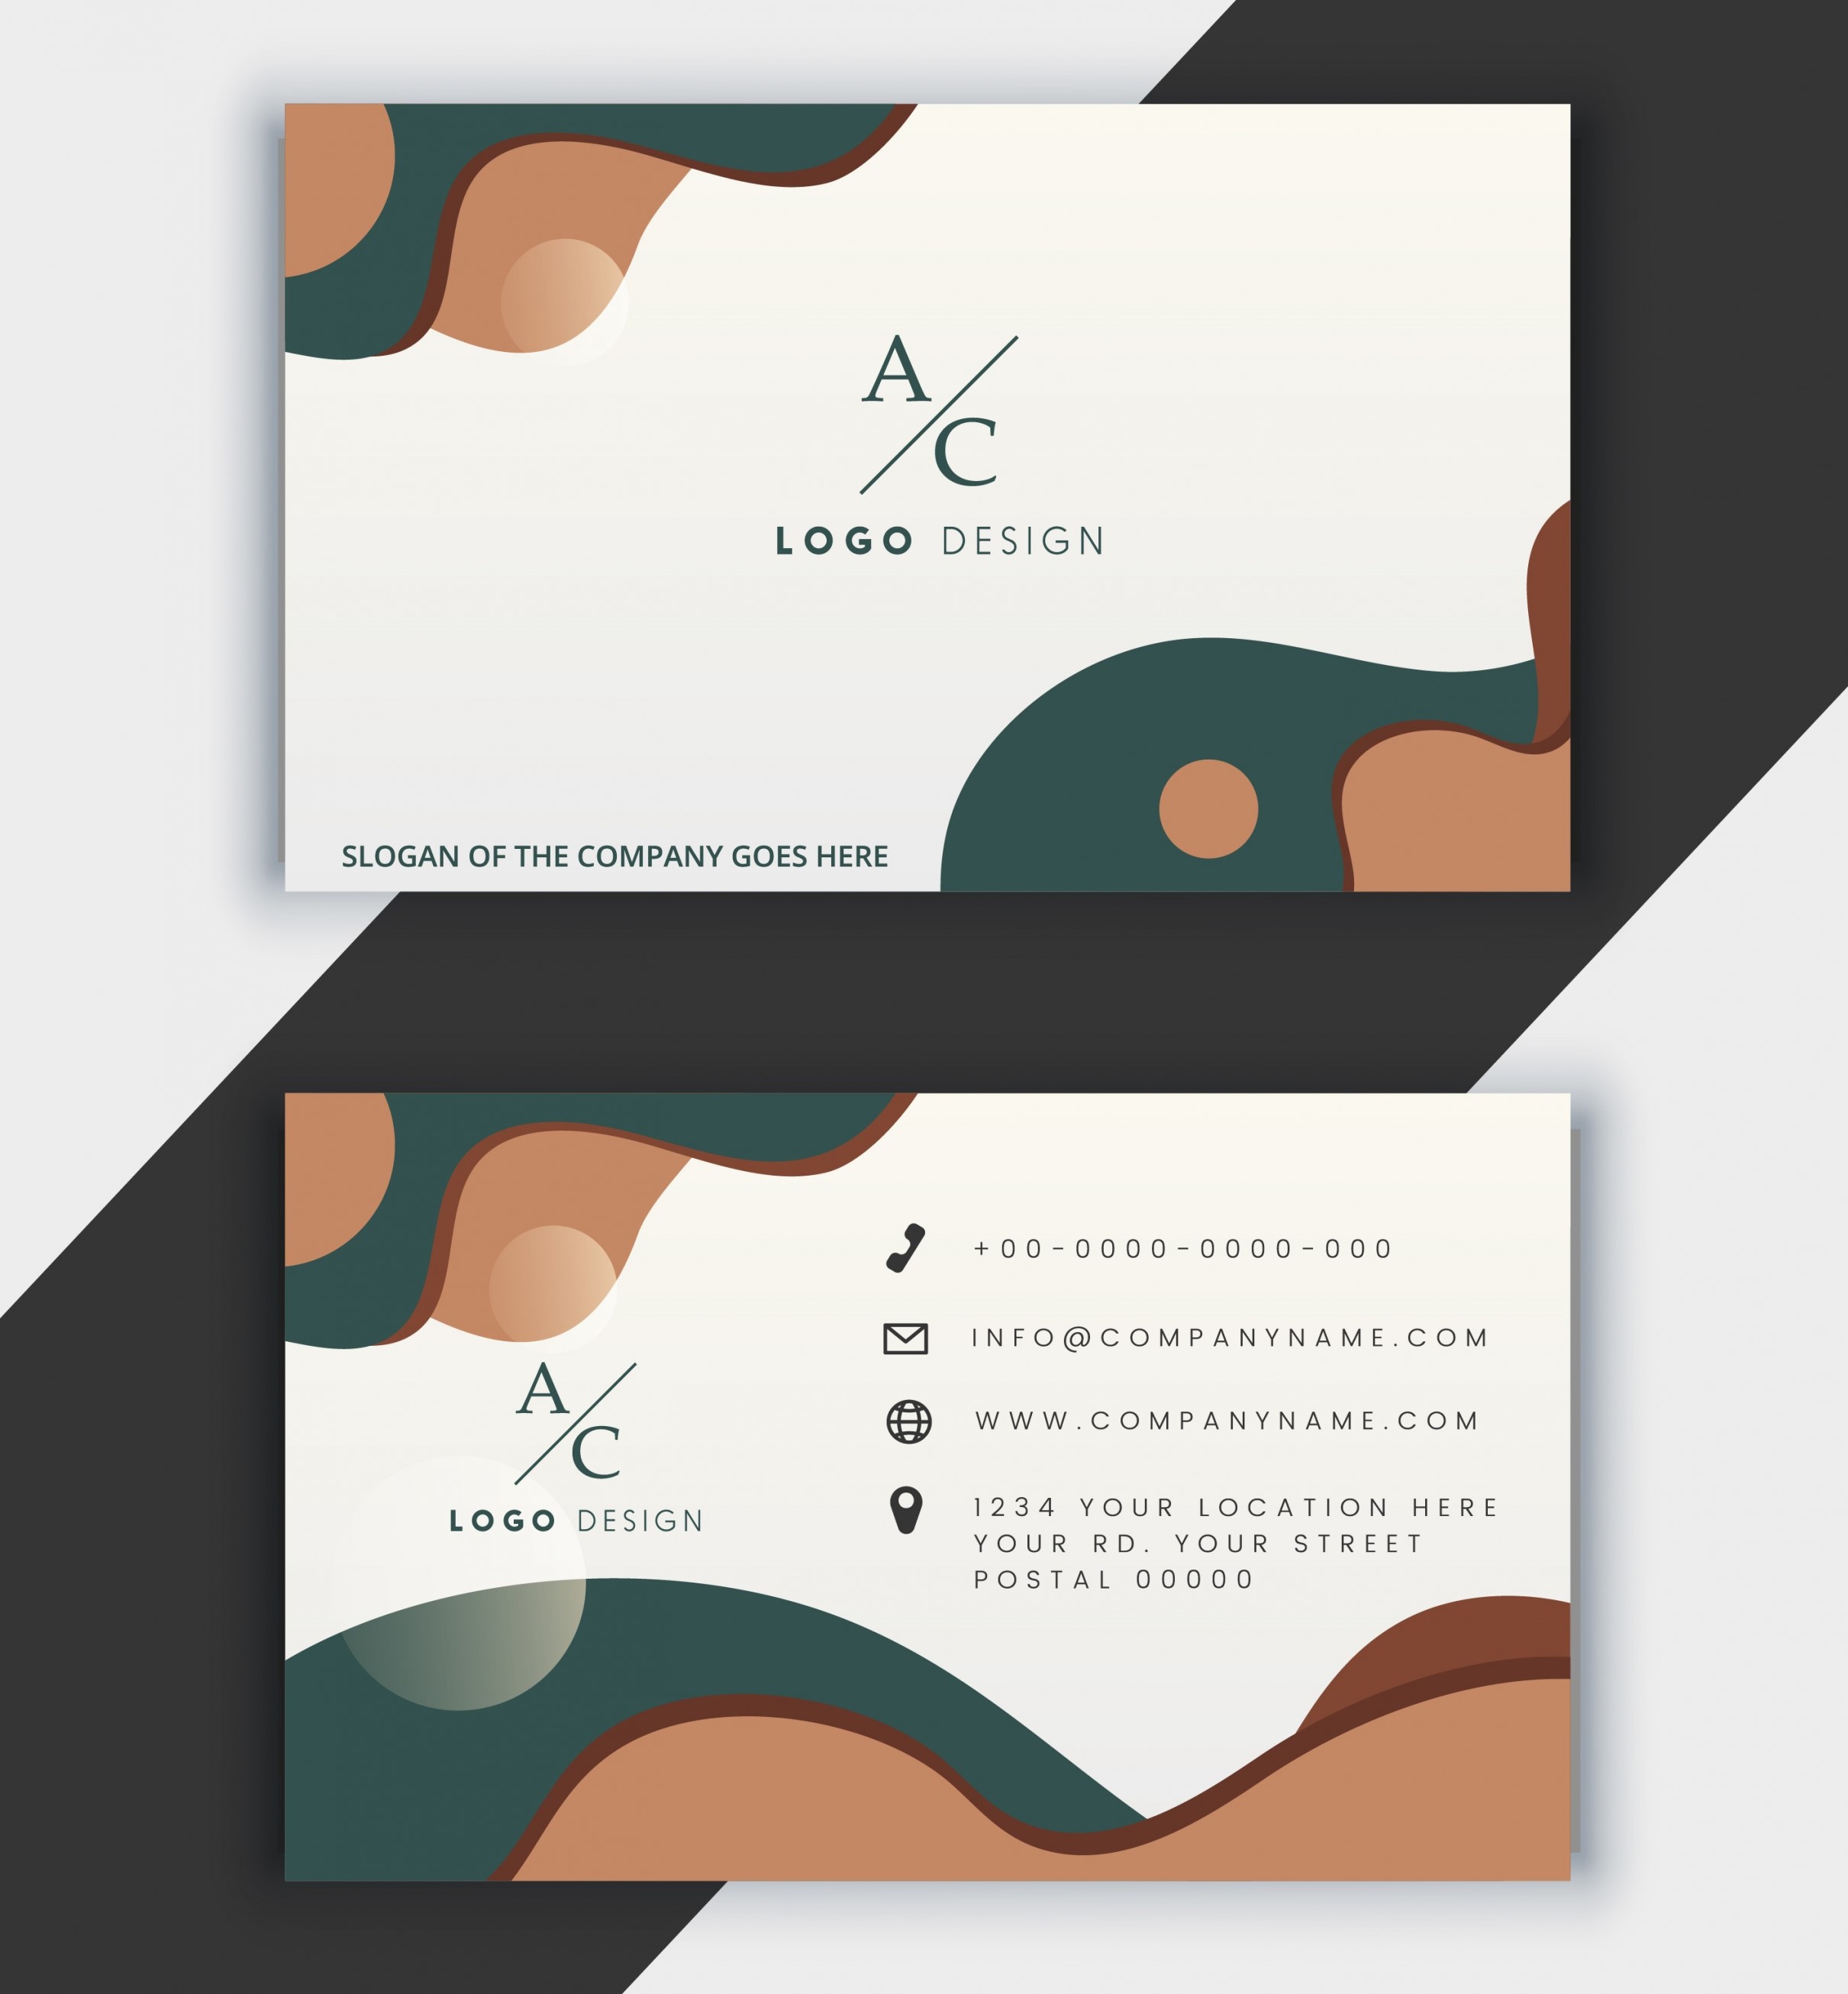 A
C
LOGO DESIGN
SLOGAN OF THE COMPANY GOES HERE
+00-0000-0000-000
INFO@COMPANYNAME.COM
A
C
WWW.COMPANYNAME.COM
LOGO DESIGN
1234 YOUR LOCATION HERE
YOUR RD. YOUR STREET
POSTAL 00000